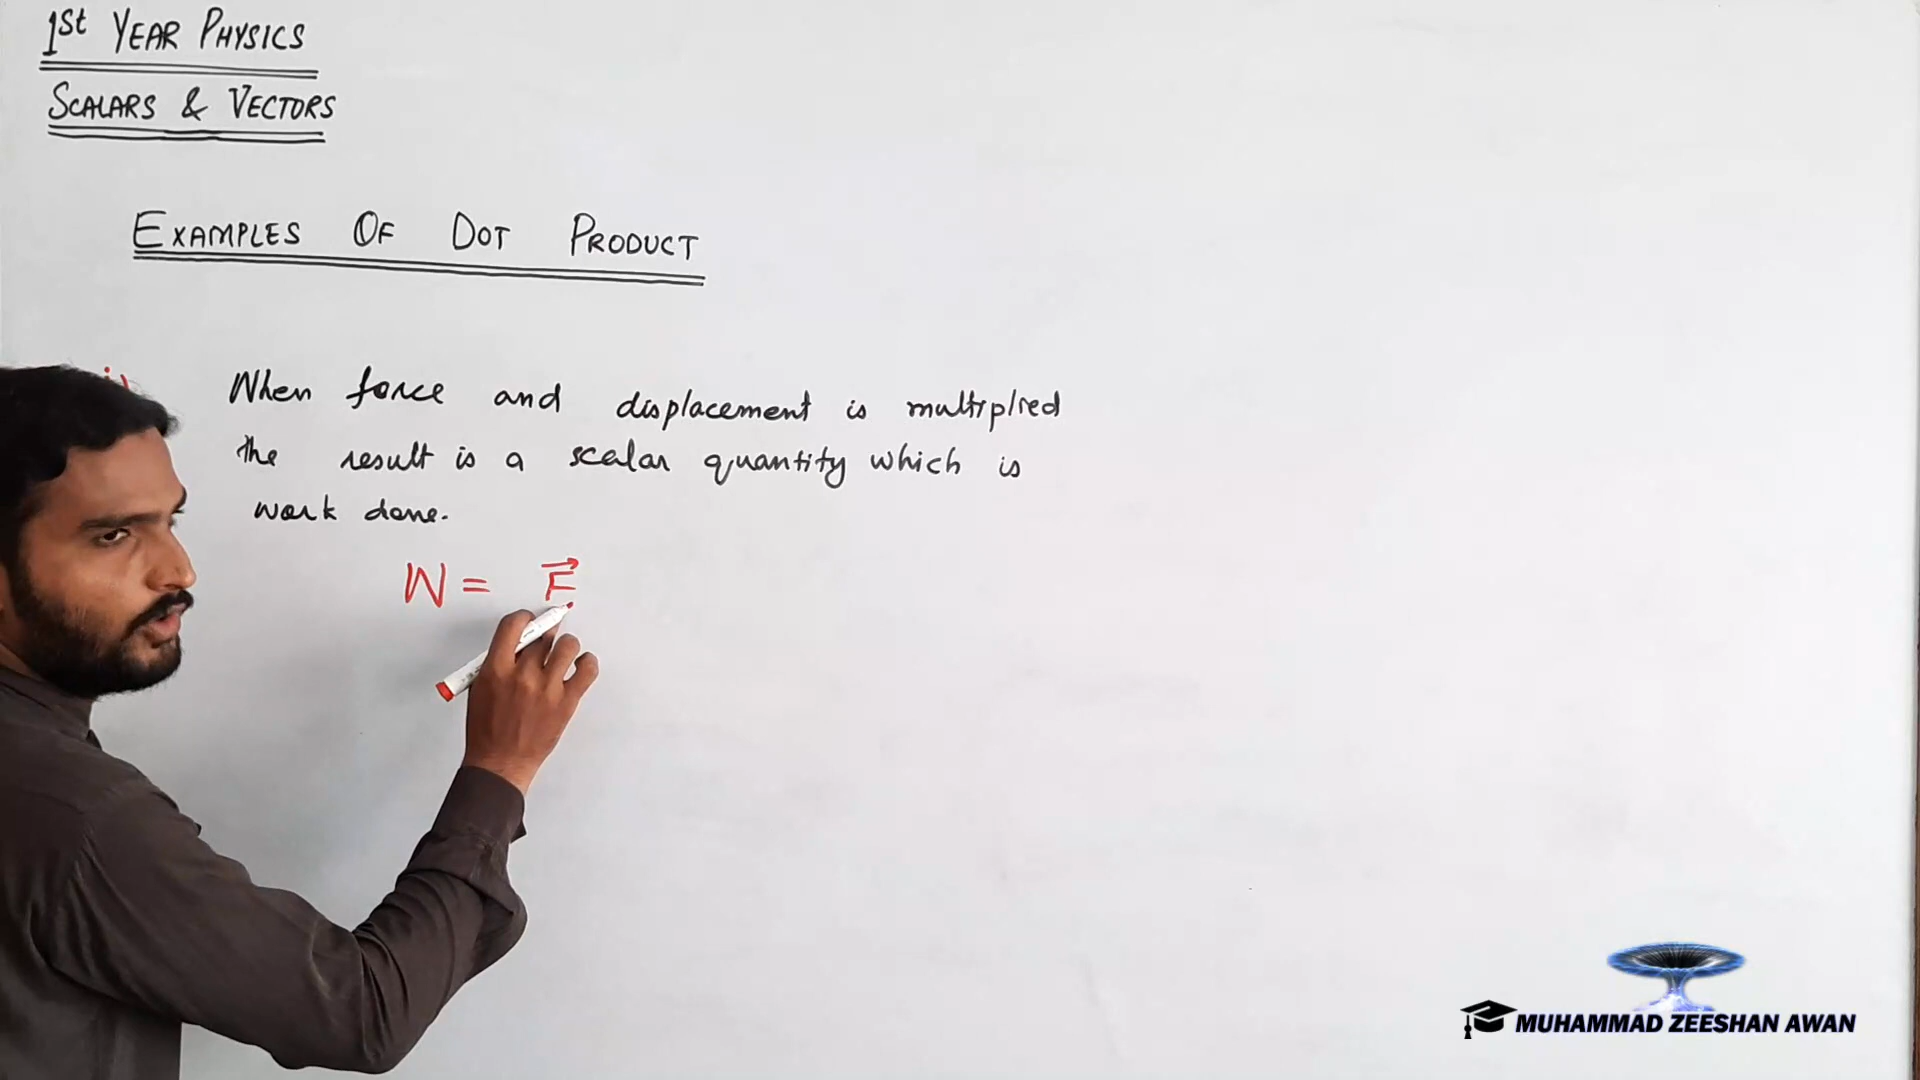 1st YEAR PHYSICS
SCALARS & VECTORS
EXAMPLES OF DOT PRODUCT
When force and displacement is multiplied
the result is a scalar quantity which is
work done.
W = F⃗
MUHAMMAD ZEESHAN AWAN